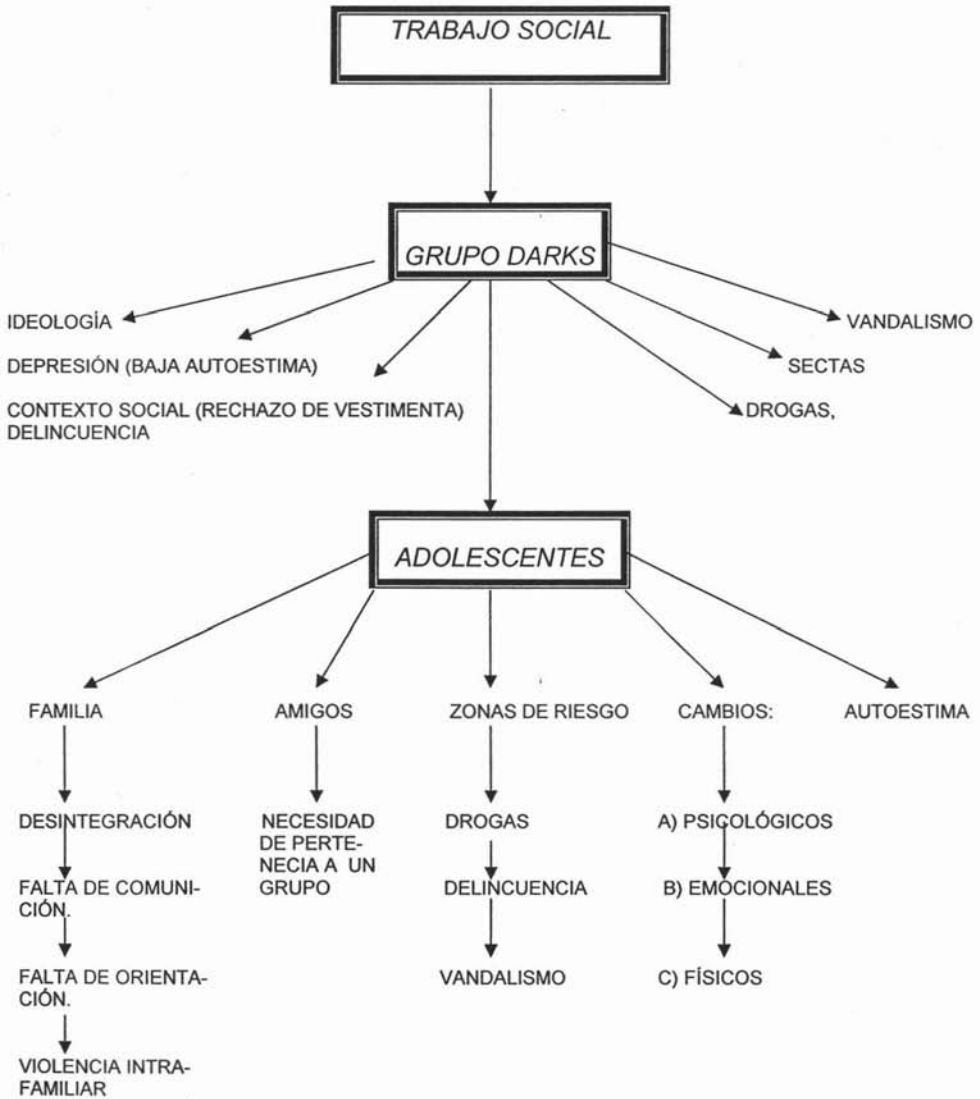 TRABAJO SOCIAL
GRUPO DARKS
IDEOLOGÍA
VANDALISMO
DEPRESIÓN (BAJA AUTOESTIMA)
SECTAS
CONTEXTO SOCIAL (RECHAZO DE VESTIMENTA)
DELINCUENCIA
DROGAS,
ADOLESCENTES
FAMILIA
AMIGOS
ZONAS DE RIESGO
CAMBIOS:
AUTOESTIMA
DESINTEGRACIÓN
FALTA DE COMUNI-
CIÓN.
FALTA DE ORIENTA-
CIÓN.
VIOLENCIA INTRA-
FAMILIAR
NECESIDAD
DE PERTE-
NECIA A UN
GRUPO
DROGAS
DELINCUENCIA
VANDALISMO
A) PSICOLÓGICOS
B) EMOCIONALES
C) FÍSICOS